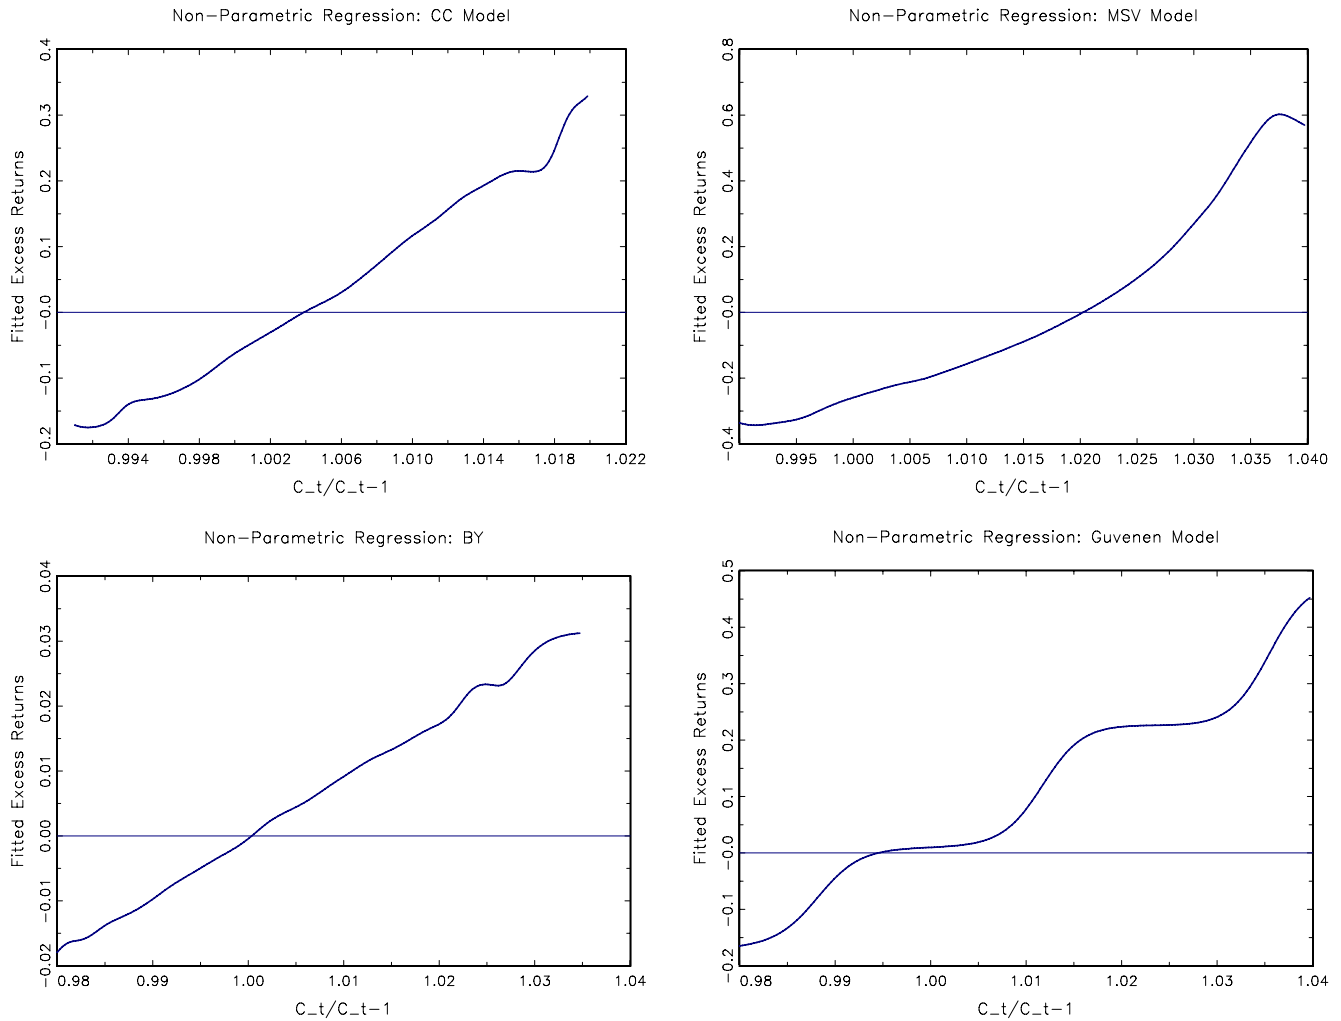 Non-Parametric Regression: CC Model
Fitted Excess Returns
0.4
0.3
0.2
0.1
-0.0
-0.1
-0.2
0.994 0.998 1.002 1.006 1.010 1.014 1.018 1.022
C_t/C_t-1
Non-Parametric Regression: MSV Model
Fitted Excess Returns
0.8
0.6
0.4
0.2
-0.0
-0.2
-0.4
0.995 1.000 1.005 1.010 1.015 1.020 1.025 1.030 1.035 1.040
C_t/C_t-1
Non-Parametric Regression: BY
Fitted Excess Returns
0.04
0.03
0.02
0.01
0.00
-0.01
-0.02
0.98 0.99 1.00 1.01 1.02 1.03 1.04
C_t/C_t-1
Non-Parametric Regression: Guvenen Model
Fitted Excess Returns
0.5
0.4
0.3
0.2
0.1
-0.0
-0.1
-0.2
0.98 0.99 1.00 1.01 1.02 1.03 1.04
C_t/C_t-1